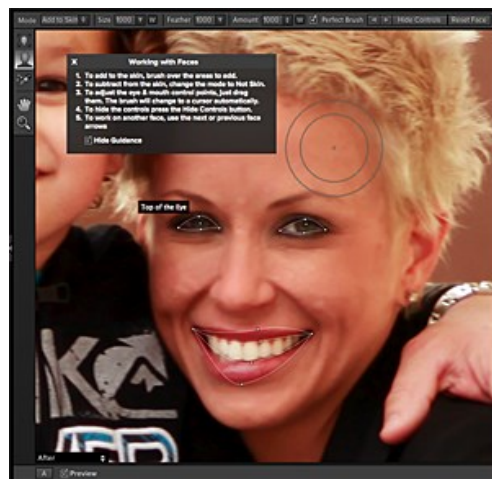 Mode Add to Skin Size 1000 Feather 1000 Amount 1000 Perfect Brush Hide Controls Reset Face
X Working with Faces
1. To add to the skin, brush over the areas to add.
2. To subtract from the skin, change the mode to Not Skin.
3. To adjust the eye & mouth control points, just drag
them. The brush will change to a cursor automatically.
4. To hide the controls press the Hide Controls button.
5. To work on another face, use the next or previous face
arrows
Hide Guidance
Top of the Eye
After
A Preview